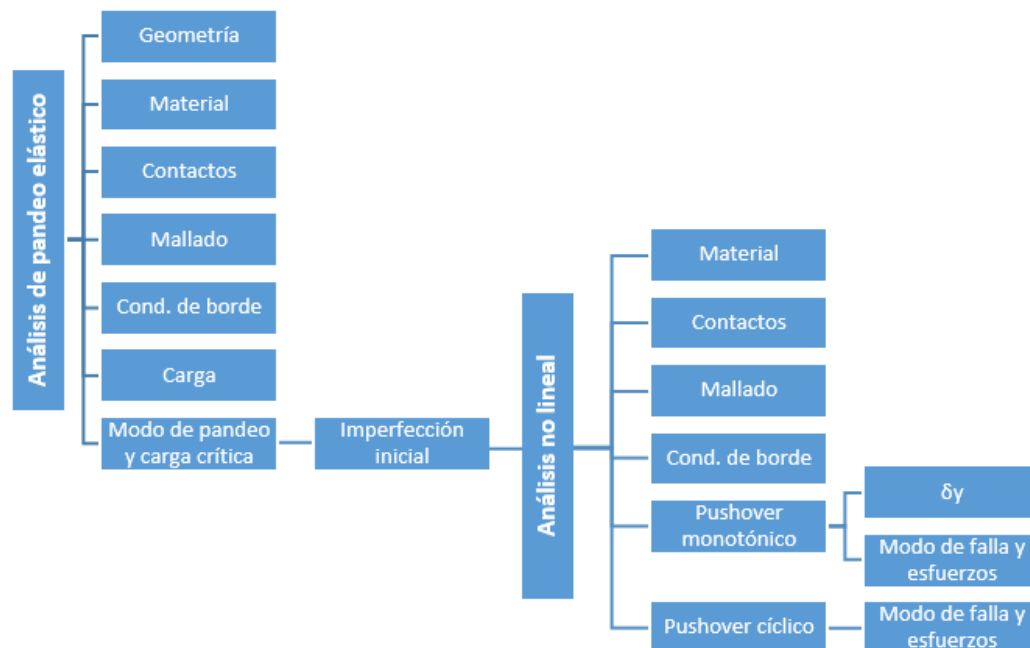 Análisis de pandeo elástico
Geometría
Material
Contactos
Mallado
Cond. de borde
Carga
Modo de pandeo
y carga crítica
Imperfección
inicial
Análisis no lineal
Material
Contactos
Mallado
Cond. de borde
Pushover
monotónico
δy
Modo de falla y
esfuerzos
Pushover cíclico
Modo de falla y
esfuerzos